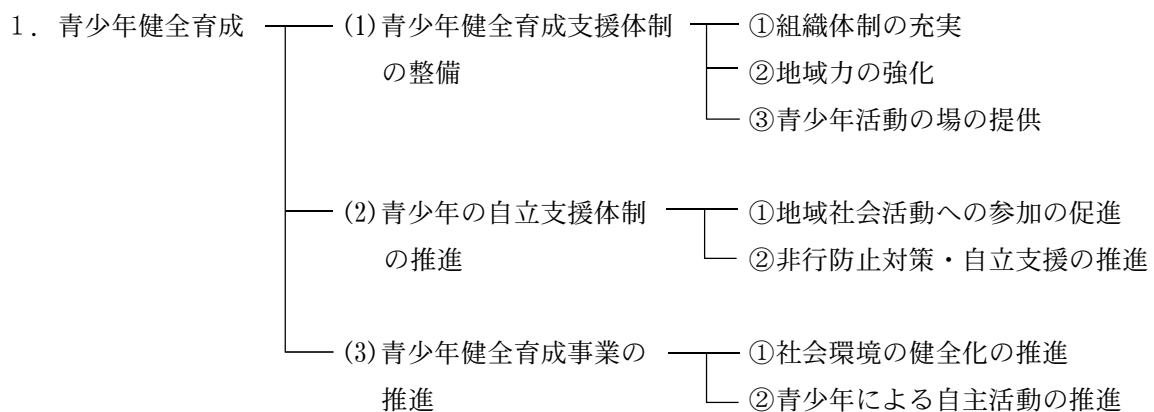 1．青少年健全育成 (1)青少年健全育成支援体制 ①組織体制の充実
の整備 ②地域力の強化
③青少年活動の場の提供
(2)青少年の自立支援体制 ①地域社会活動への参加の促進
の推進 ②非行防止対策・自立支援の推進
(3)青少年健全育成事業の ①社会環境の健全化の推進
推進 ②青少年による自主活動の推進